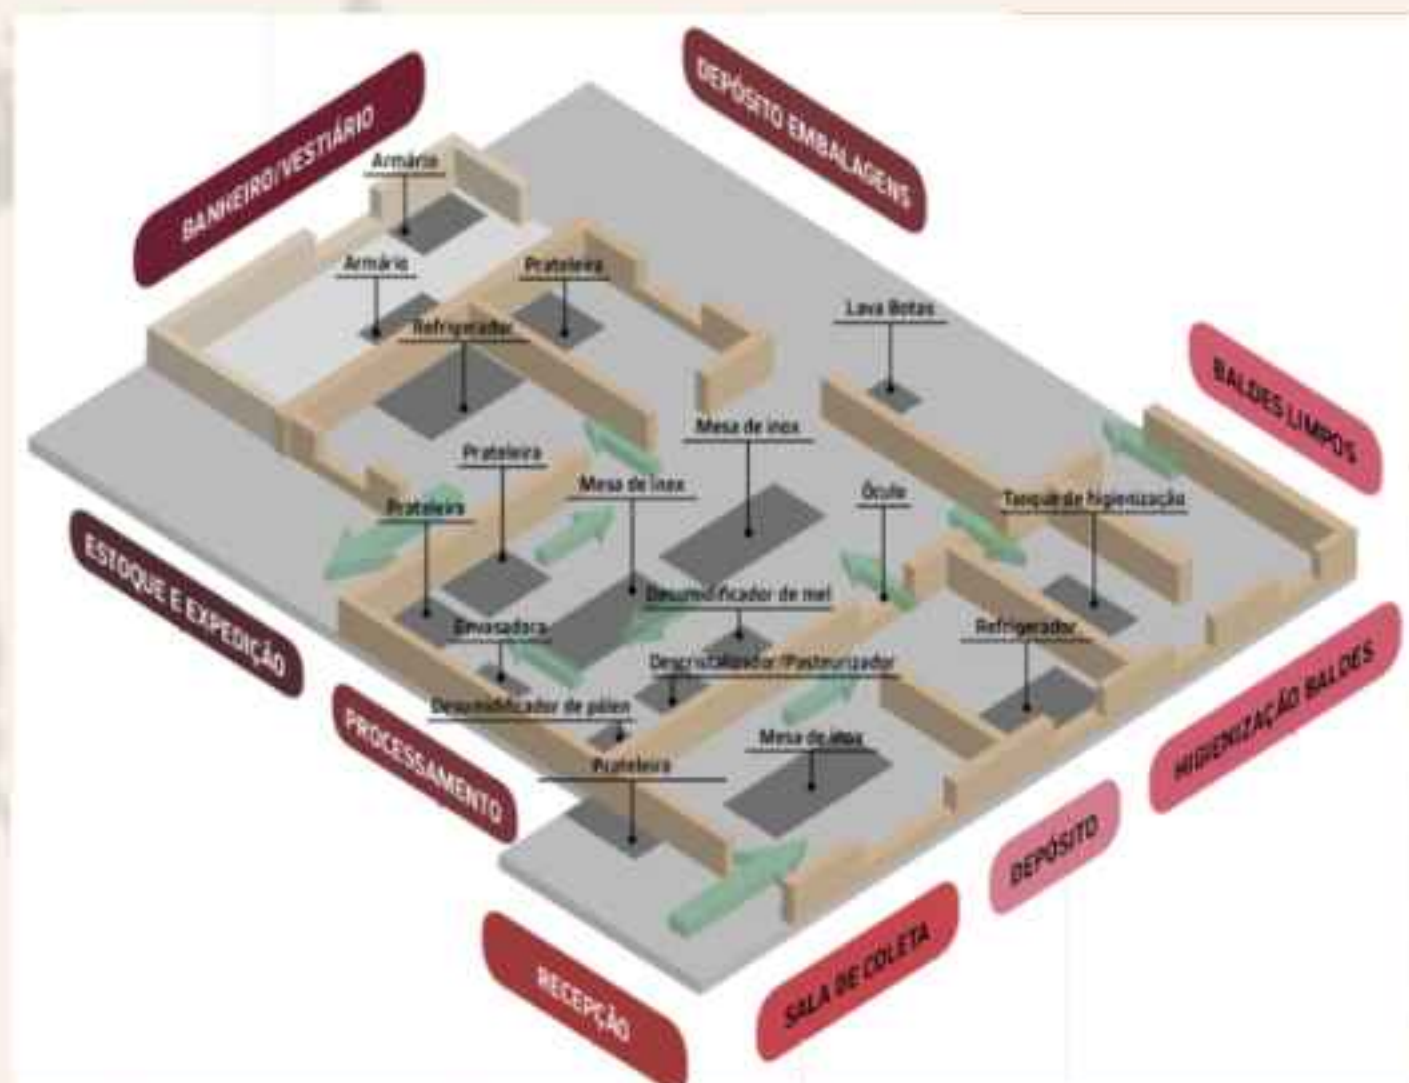 BANHEIRO/VESTIÁRIO
DEPÓSITO EMBALAGENS
Armário
Armário
Prateleira
Refrigerador
Lava Botas
BALDES LIMPOS
Mesa de inox
Prateleira
Mesa de inox
Óculo
Tanque de higienização
Prateleira
ESTOQUE E EXPEDIÇÃO
Desumidificador de mel
Envasadora
Refrigerador
Descristalizador /Pasteurizador
HIGIENIZAÇÃO BALDES
Desumidificador de pólen
Mesa de inox
PROCESSAMENTO
Prateleira
DEPÓSITO
SALA DE COLETA
RECEPÇÃO